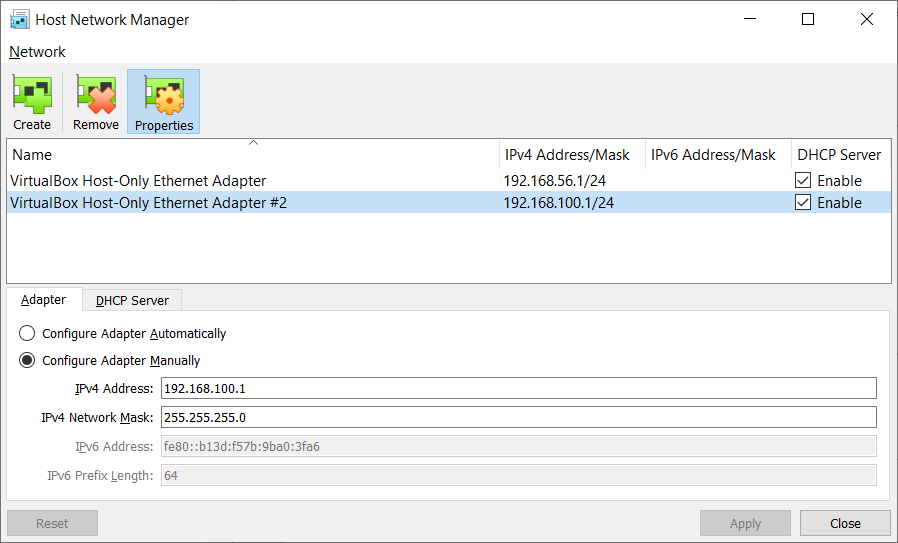 Host Network Manager
Network
Create Remove Properties
Name IPv4 Address/Mask IPv6 Address/Mask DHCP Server
VirtualBox Host-Only Ethernet Adapter 192.168.56.1/24 Enable
VirtualBox Host-Only Ethernet Adapter #2 192.168.100.1/24 Enable
Adapter DHCP Server
Configure Adapter Automatically
Configure Adapter Manually
IPv4 Address: 192.168.100.1
IPv4 Network Mask: 255.255.255.0
IPv6 Address: fe80::b13d:f57b:9ba0:3fa6
IPv6 Prefix Length: 64
Reset Apply Close